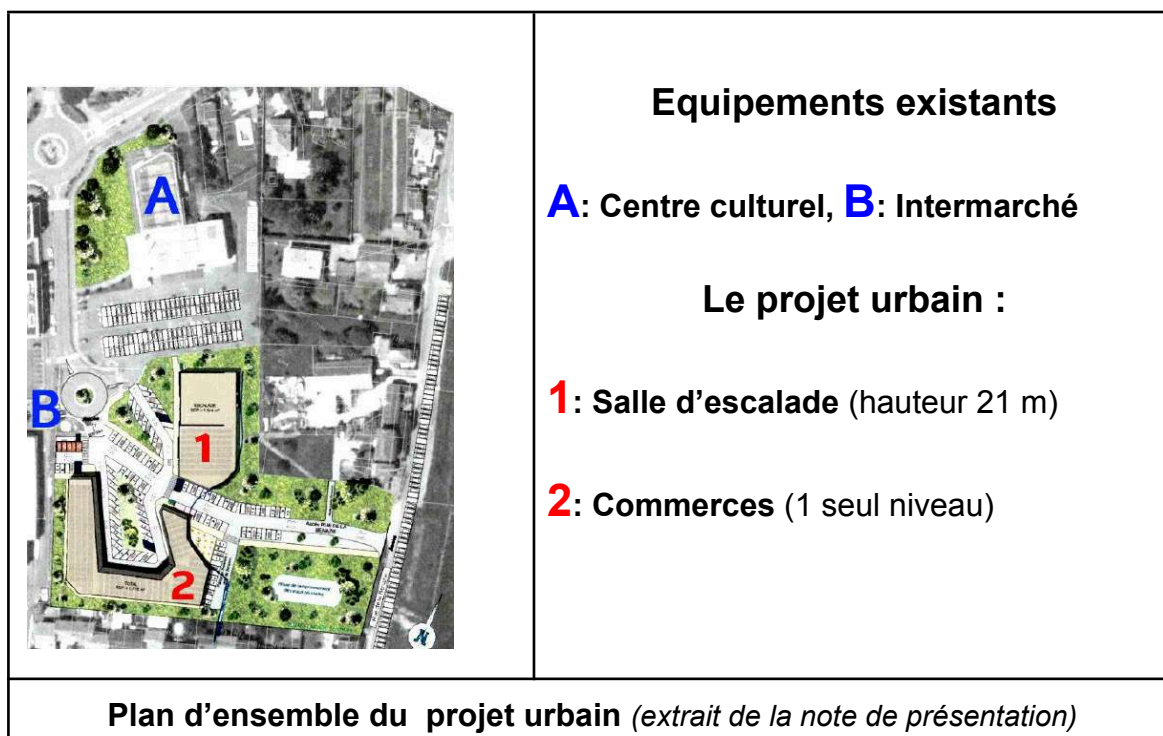 Equipements existants
A: Centre culturel, B: Intermarché
Le projet urbain :
1: Salle d'escalade (hauteur 21 m)
2: Commerces (1 seul niveau)
A
B
1
2
N
Plan d'ensemble du projet urbain (extrait de la note de présentation)